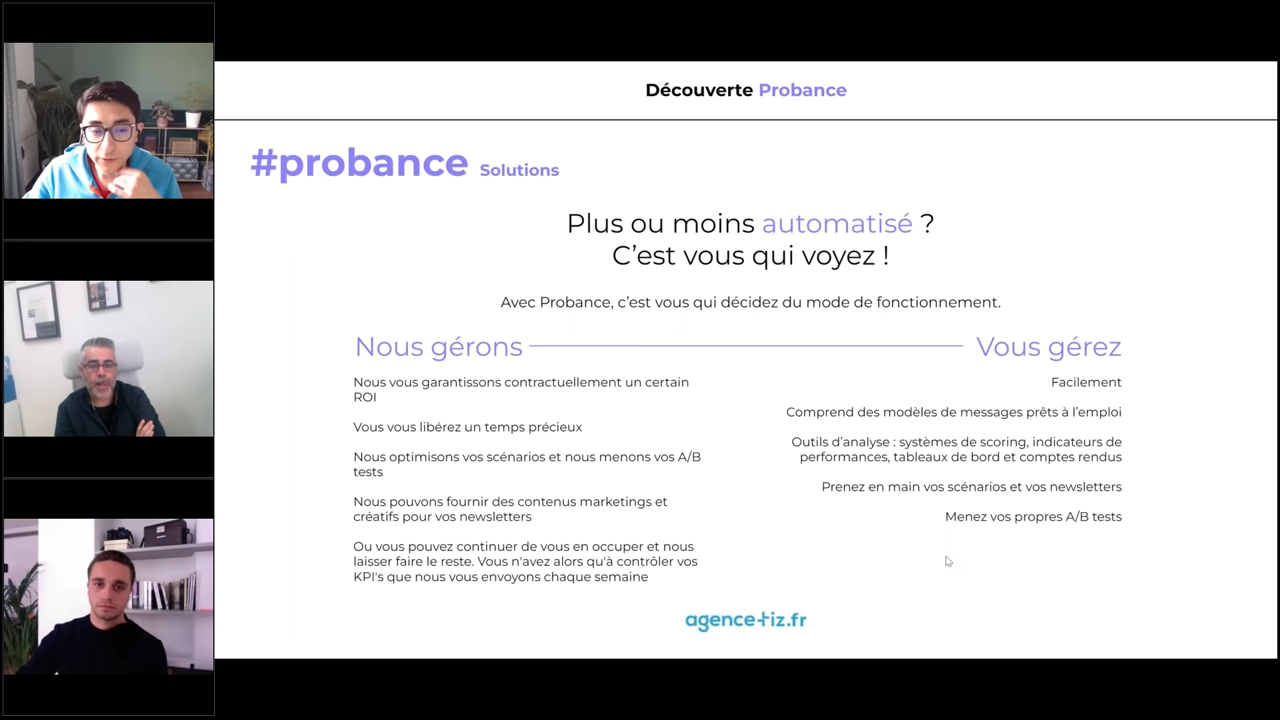 Découverte Probance
#probance Solutions
Plus ou moins automatisé ?
C’est vous qui voyez !
Avec Probance, c’est vous qui décidez du mode de fonctionnement.
Nous gérons
Nous vous garantissons contractuellement un certain
ROI
Vous vous libérez un temps précieux
Nous optimisons vos scénarios et nous menons vos A/B
tests
Nous pouvons fournir des contenus marketings et
créatifs pour vos newsletters
Ou vous pouvez continuer de vous en occuper et nous
laisser faire le reste. Vous n'avez alors qu'à contrôler vos
KPI's que nous vous envoyons chaque semaine
Vous gérez
Facilement
Comprend des modèles de messages prêts à l’emploi
Outils d’analyse : systèmes de scoring, indicateurs de
performances, tableaux de bord et comptes rendus
Prenez en main vos scénarios et vos newsletters
Menez vos propres A/B tests
agence-tiz.fr